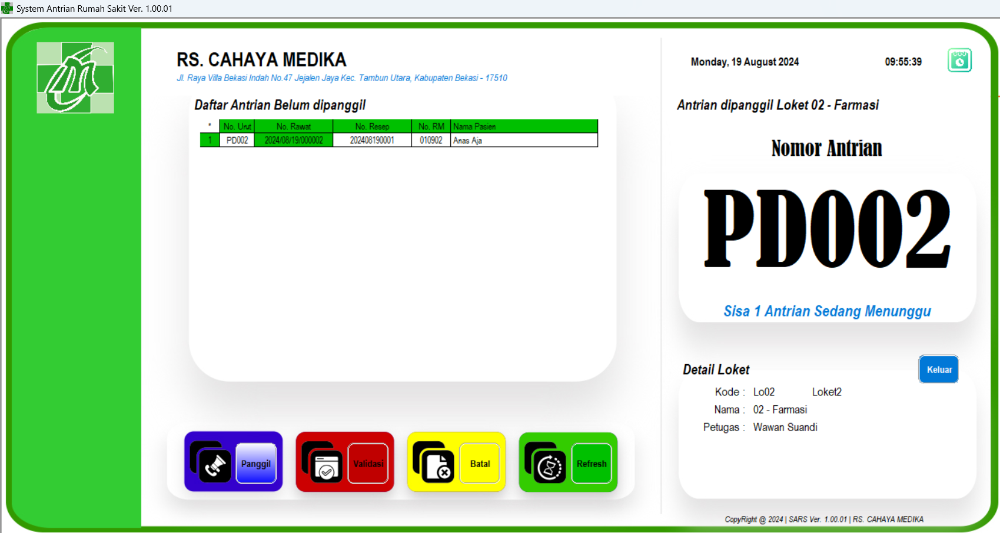 System Antrian Rumah Sakit Ver. 1.00.01
RS. CAHAYA MEDIKA
Jl. Raya Villa Bekasi Indah No.47 Jejalen Jaya Kec. Tambun Utara, Kabupaten Bekasi - 17510
Monday, 19 August 2024 09:55:39
Daftar Antrian Belum dipanggil
* No. Urut No. Rawat No. Resep No. RM Nama Pasien
1 PD002 2024/08/19/000002 202408190001 010902 Anas Aja
Panggil
Validasi
Batal
Refresh
Antrian dipanggil Loket 02 - Farmasi
Nomor Antrian
PD002
Sisa 1 Antrian Sedang Menunggu
Detail Loket
Keluar
Kode : Lo02 Loket2
Nama : 02 - Farmasi
Petugas : Wawan Suandi
CopyRight @ 2024 | SARS Ver. 1.00.01 | RS. CAHAYA MEDIKA